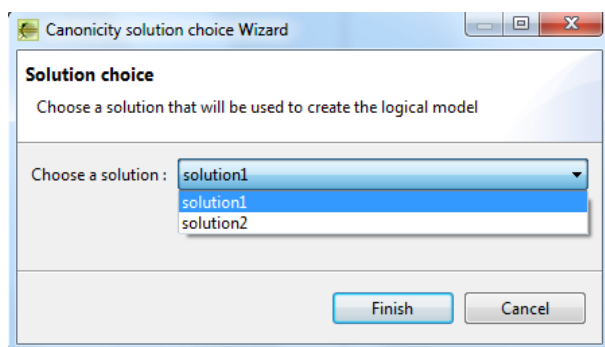 Canonicity solution choice Wizard
Solution choice
Choose a solution that will be used to create the logical model
Choose a solution : solution1
solution1
solution2
Finish Cancel